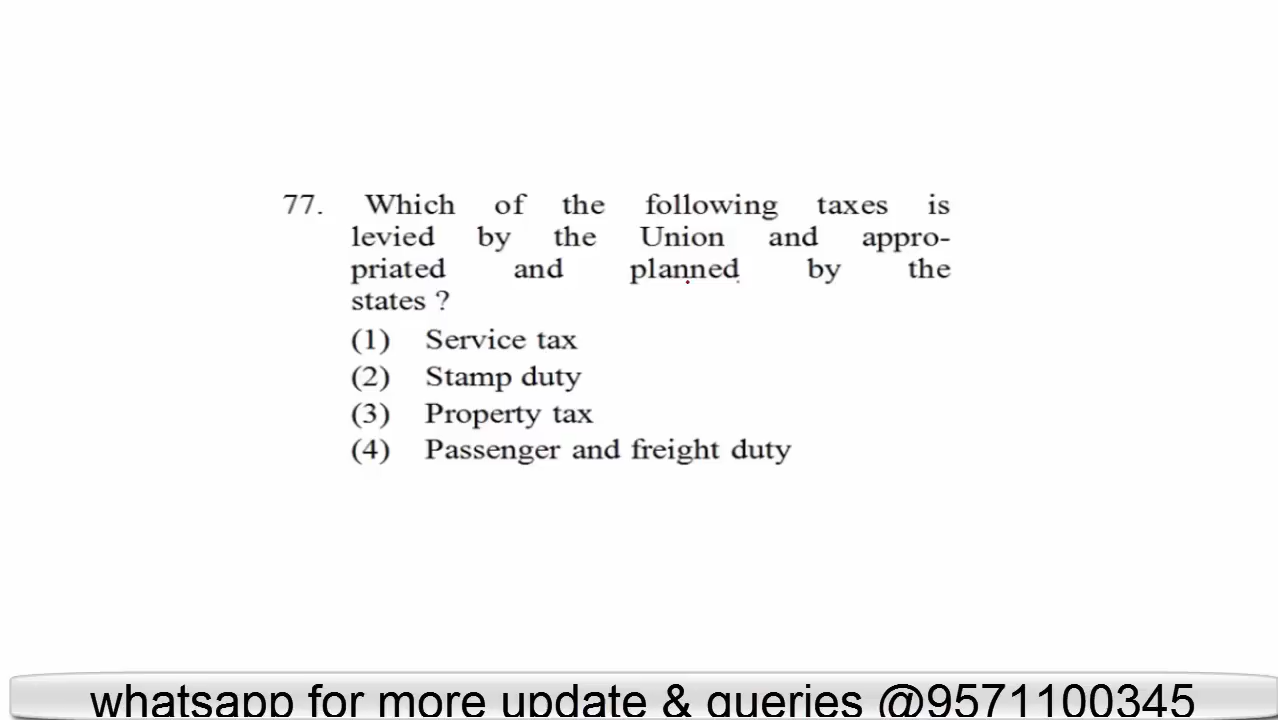 77. Which of the following taxes is
levied by the Union and appro-
priated and planned by the
states ?
(1) Service tax
(2) Stamp duty
(3) Property tax
(4) Passenger and freight duty
whatsapp for more update & queries @9571100345